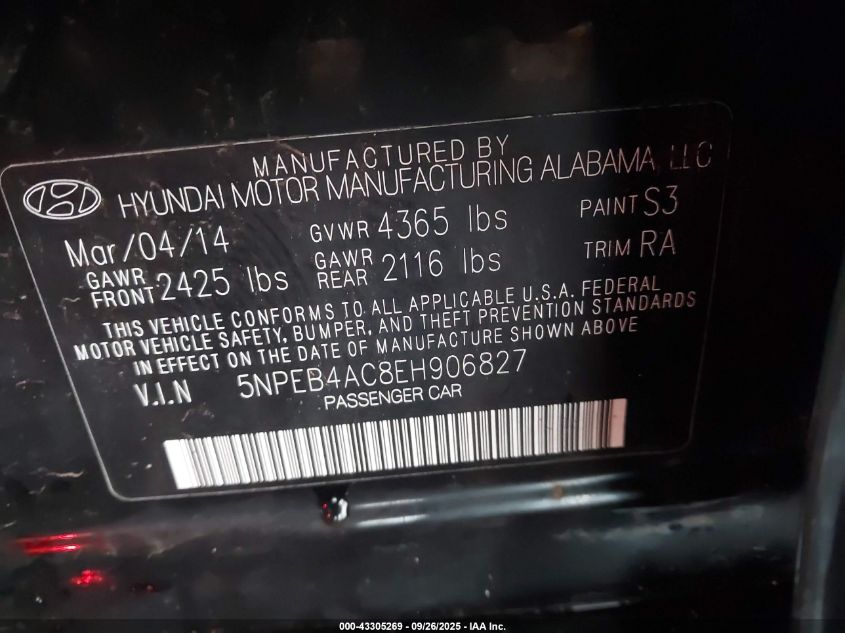 MANUFACTURED BY
HYUNDAI MOTOR MANUFACTURING ALABAMA, LLC
Mar/04/14 GVWR 4365 lbs PAINT S3
GAWR FRONT 2425 lbs GAWR REAR 2116 lbs TRIM RA
THIS VEHICLE CONFORMS TO ALL APPLICABLE U.S.A. FEDERAL
MOTOR VEHICLE SAFETY, BUMPER, AND THEFT PREVENTION STANDARDS
IN EFFECT ON THE DATE OF MANUFACTURE SHOWN ABOVE
V.I.N 5NPEB4AC8EH906827
PASSENGER CAR
000-43305269 - 09/26/2025 - IAA Inc.